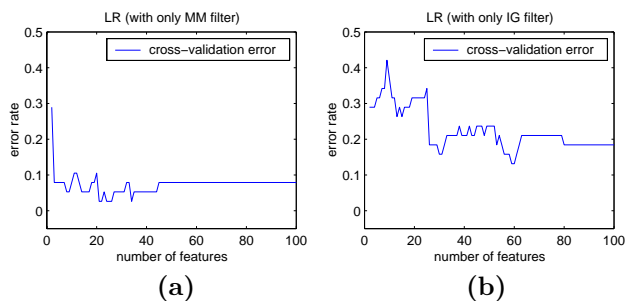 LR (with only MM filter)
cross−validation error
error rate
0.5
0.4
0.3
0.2
0.1
0
0 20 40 60 80 100
number of features
(a)
LR (with only IG filter)
cross−validation error
error rate
0.5
0.4
0.3
0.2
0.1
0
0 20 40 60 80 100
number of features
(b)